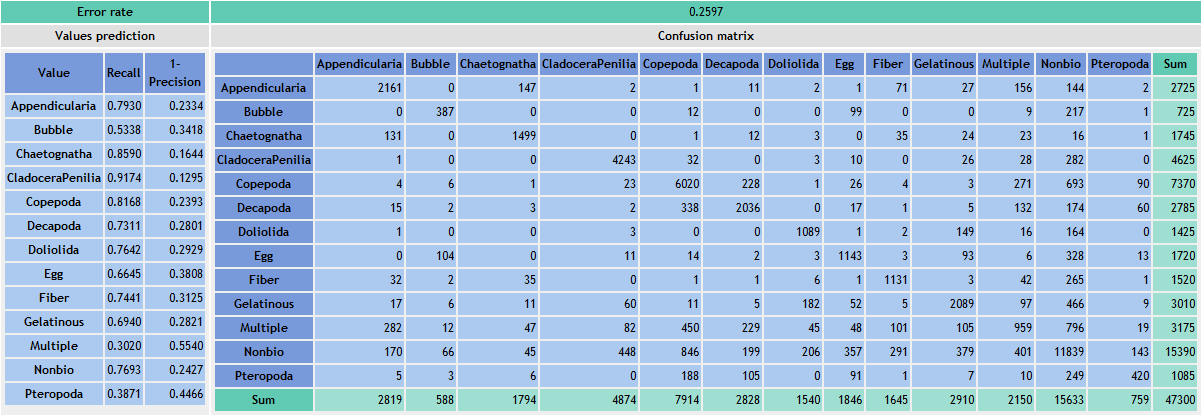 Error rate 0.2597
Values prediction Confusion matrix
Value Recall 1-Precision
Appendicularia 0.7930 0.2334
Bubble 0.5338 0.3418
Chaetognatha 0.8590 0.1644
CladoceraPenilia 0.9174 0.1295
Copepoda 0.8168 0.2393
Decapoda 0.7311 0.2801
Doliolida 0.7642 0.2929
Egg 0.6645 0.3808
Fiber 0.7441 0.3125
Gelatinous 0.6940 0.2821
Multiple 0.3020 0.5540
Nonbio 0.7693 0.2427
Pteropoda 0.3871 0.4466
Appendicularia Bubble Chaetognatha CladoceraPenilia Copepoda Decapoda Doliolida Egg Fiber Gelatinous Multiple Nonbio Pteropoda Sum
Appendicularia 2161 0 147 2 1 11 2 1 71 27 156 144 2 2725
Bubble 0 387 0 0 12 0 0 99 0 0 9 217 1 725
Chaetognatha 131 0 1499 0 1 12 3 0 35 24 23 16 1 1745
CladoceraPenilia 1 0 0 4243 32 0 3 10 0 26 28 282 0 4625
Copepoda 4 6 1 23 6020 228 1 26 4 3 271 693 90 7370
Decapoda 15 2 3 2 338 2036 0 17 1 5 132 174 60 2785
Doliolida 1 0 0 3 0 0 1089 1 2 149 16 164 0 1425
Egg 0 104 0 11 14 2 3 1143 3 93 6 328 13 1720
Fiber 32 2 35 0 1 1 6 1 1131 3 42 265 1 1520
Gelatinous 17 6 11 60 11 5 182 52 5 2089 97 466 9 3010
Multiple 282 12 47 82 450 229 45 48 101 105 959 796 19 3175
Nonbio 170 66 45 448 846 199 206 357 291 379 401 11839 143 15390
Pteropoda 5 3 6 0 188 105 0 91 1 7 10 249 420 1085
Sum 2819 588 1794 4874 7914 2828 1540 1846 1645 2910 2150 15633 759 47300